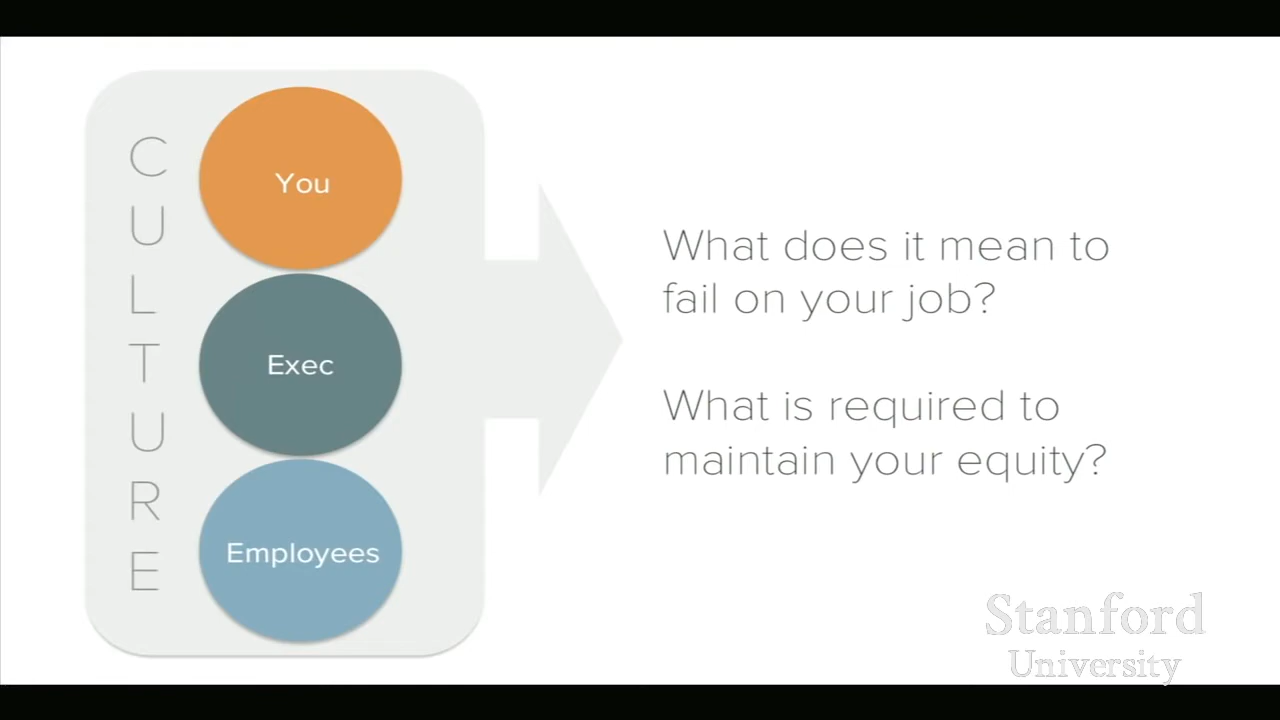 CULTURE
You
Exec
Employees
What does it mean to
fail on your job?
What is required to
maintain your equity?
Stanford
University